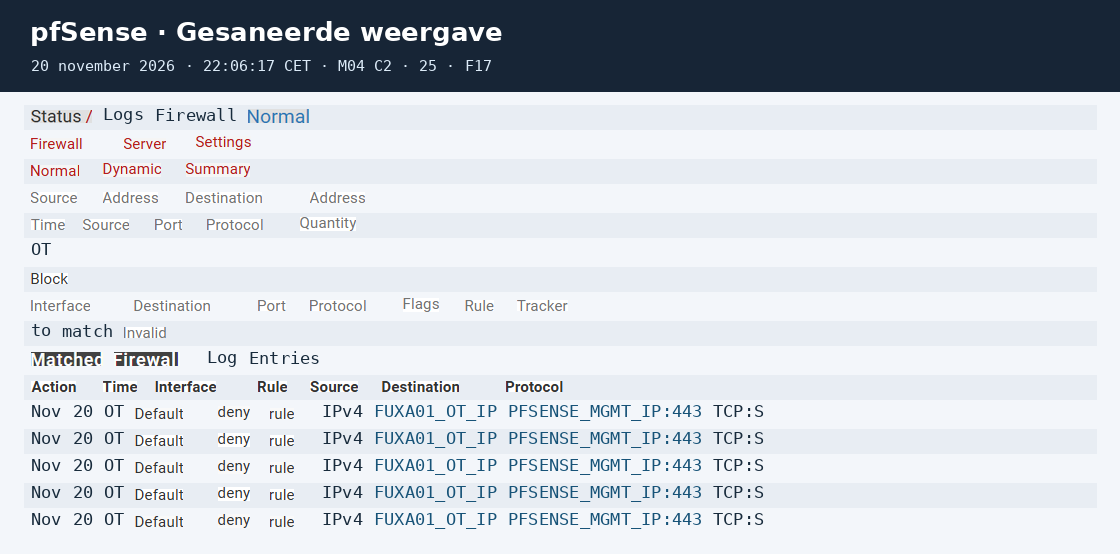 pfSense · Gesaneerde weergave
20 november 2026 · 22:06:17 CET · M04 C2 · 25 · F17
Status / Logs Firewall Normal
Firewall Server Settings
Normal Dynamic Summary
Source Address Destination Address
Time Source Port Protocol Quantity
OT
Block
Interface Destination Port Protocol Flags Rule Tracker
to match Invalid
Matched Firewall Log Entries
Action Time Interface Rule Source Destination Protocol
Nov 20 OT Default deny rule IPv4 FUXA01_OT_IP PFSENSE_MGMT_IP:443 TCP:S
Nov 20 OT Default deny rule IPv4 FUXA01_OT_IP PFSENSE_MGMT_IP:443 TCP:S
Nov 20 OT Default deny rule IPv4 FUXA01_OT_IP PFSENSE_MGMT_IP:443 TCP:S
Nov 20 OT Default deny rule IPv4 FUXA01_OT_IP PFSENSE_MGMT_IP:443 TCP:S
Nov 20 OT Default deny rule IPv4 FUXA01_OT_IP PFSENSE_MGMT_IP:443 TCP:S